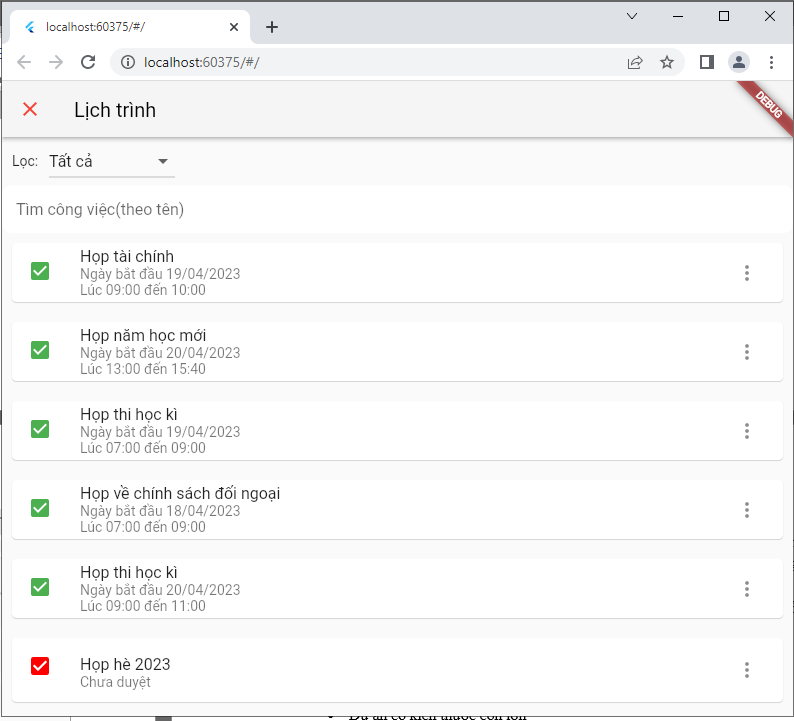 localhost:60375/#/
localhost:60375/#/
Lịch trình
DEBUG
Lọc: Tất cả
Tìm công việc(theo tên)
Họp tài chính
Ngày bắt đầu 19/04/2023
Lúc 09:00 đến 10:00
Họp năm học mới
Ngày bắt đầu 20/04/2023
Lúc 13:00 đến 15:40
Họp thi học kì
Ngày bắt đầu 19/04/2023
Lúc 07:00 đến 09:00
Họp về chính sách đối ngoại
Ngày bắt đầu 18/04/2023
Lúc 07:00 đến 09:00
Họp thi học kì
Ngày bắt đầu 20/04/2023
Lúc 09:00 đến 11:00
Họp hè 2023
Chưa duyệt